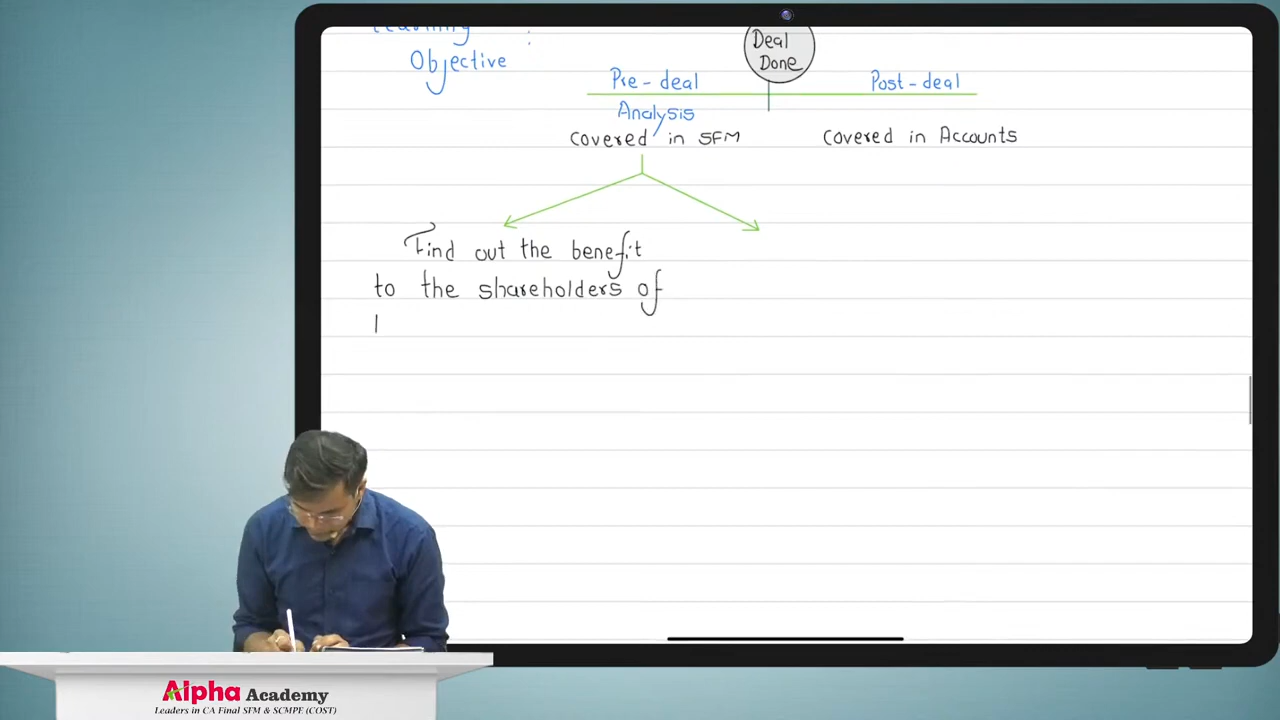 Learning :
Objective
Deal
Done
Pre-deal
Post-deal
Analysis
Covered in SFM
Covered in Accounts
Find out the benefit
to the shareholders of
Alpha Academy
Leaders in CA Final SFM & SCMPE (COST)